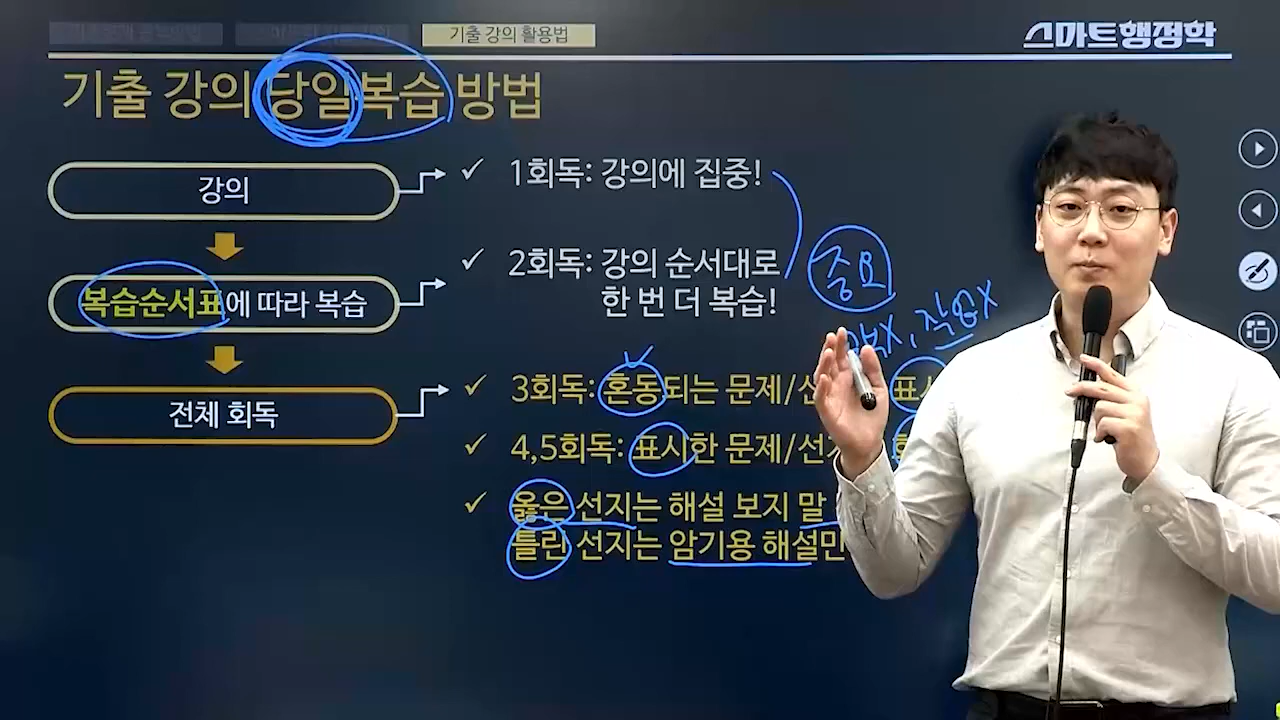 기출 강의 활용법
스마트행정학
기출 강의 당일복습 방법
강의
1회독: 강의에 집중!
복습순서표에 따라 복습
2회독: 강의 순서대로
한 번 더 복습!
중요
전체 회독
3회독: 혼동되는 문제/선
4,5회독: 표시한 문제/선
옳은 선지는 해설 보지 말
틀린 선지는 암기용 해설만